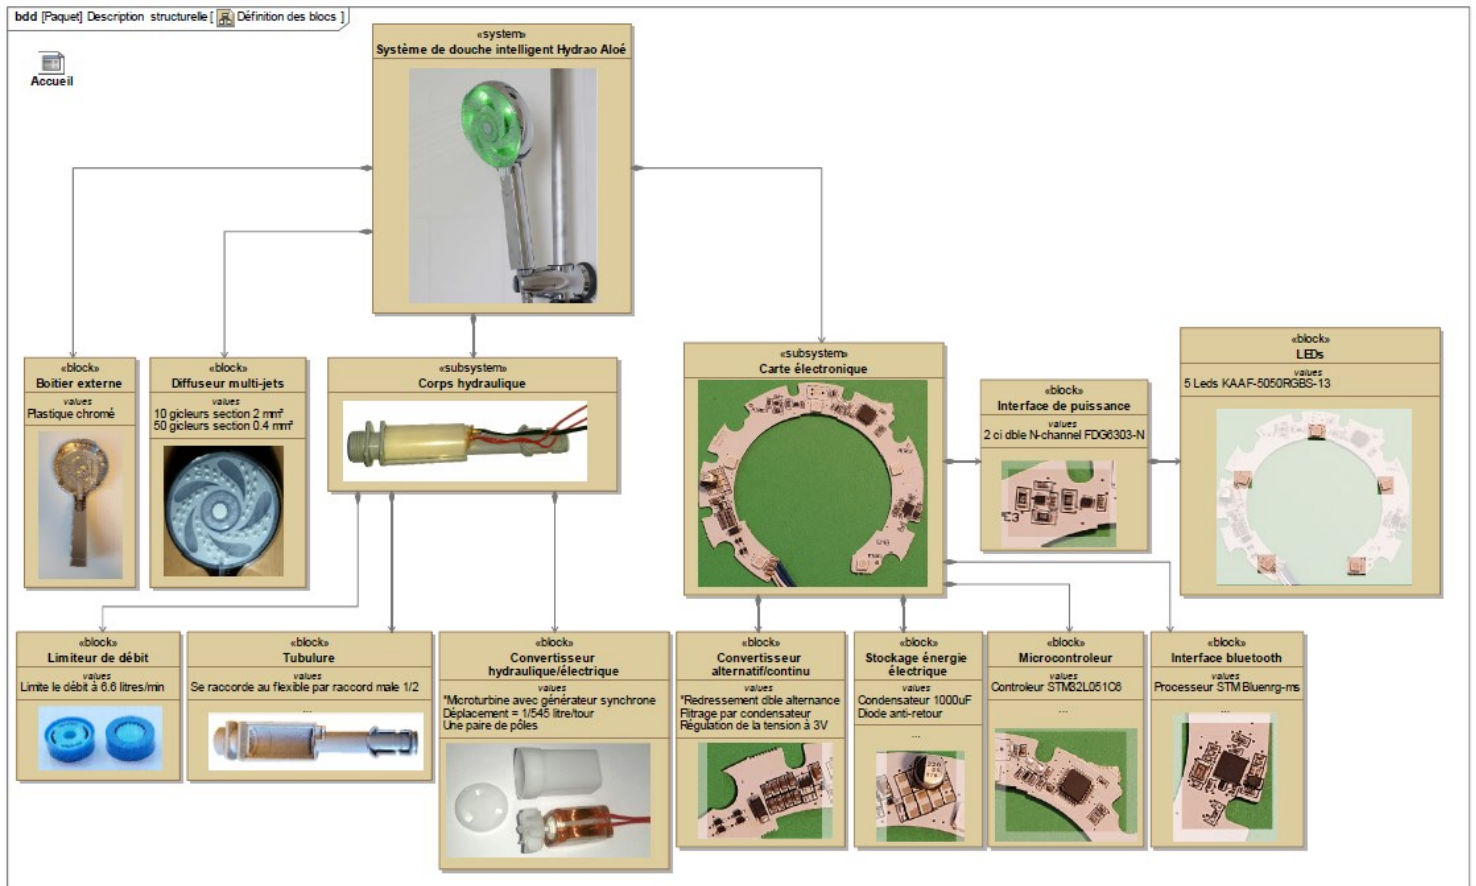 bdd [Paquet] Description structurelle [ Définition des blocs ]
Accueil
«system»
Système de douche intelligent Hydrao Aloé
«block»
Boitier externe
values
Plastique chromé
«block»
Diffuseur multi-jets
values
10 gicleurs section 2 mm²
50 gicleurs section 0.4 mm²
«subsystem»
Corps hydraulique
«subsystem»
Carte électronique
«block»
Interface de puissance
values
2 ci dble N-channel FDG6303-N
«block»
LEDs
values
5 Leds KAAF-5050RGBS-13
«block»
Limiteur de débit
values
Limite le débit à 6.6 litres/min
«block»
Tubulure
values
Se raccorde au flexible par raccord male 1/2
...
«block»
Convertisseur
hydraulique/électrique
values
*Microturbine avec générateur synchrone
Déplacement = 1/545 litre/tour
Une paire de pôles
«block»
Convertisseur
alternatif/continu
values
*Redressement dble alternance
Flitrage par condensateur
Régulation de la tension à 3V
«block»
Stockage énergie
électrique
values
Condensateur 1000uF
Diode anti-retour
...
«block»
Microcontroleur
values
Controleur STM32L051C6
...
«block»
Interface bluetooth
values
Processeur STM Bluenrg-ms
...